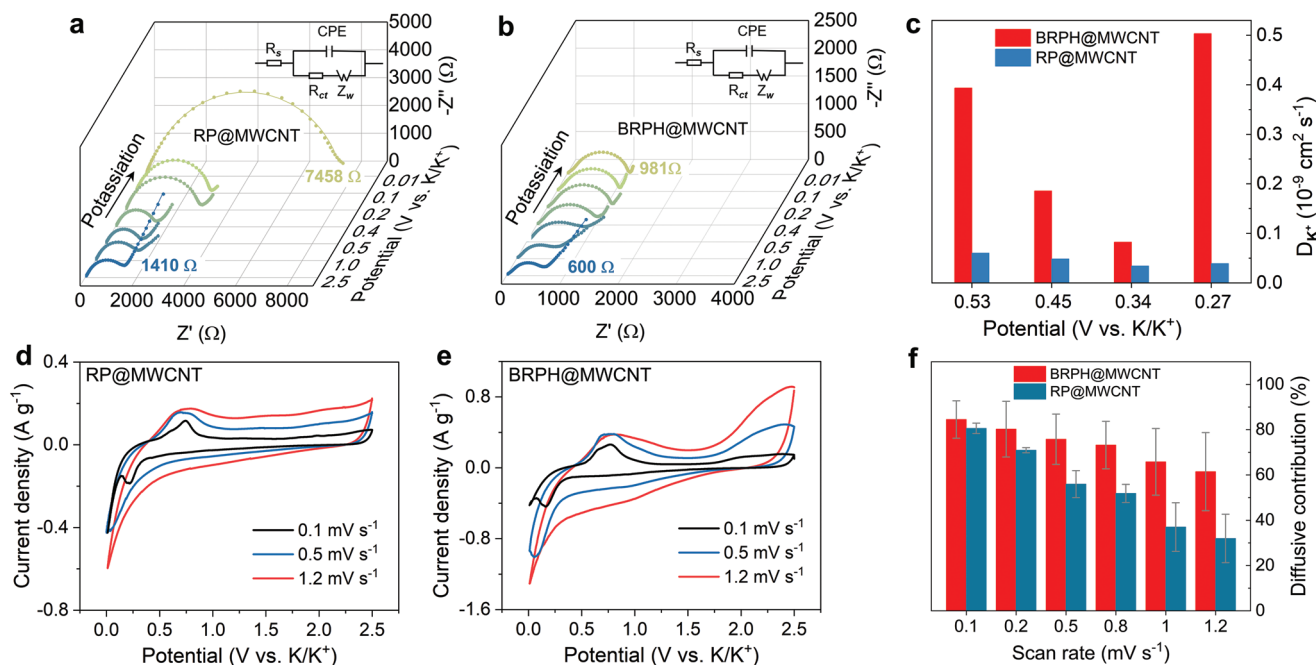 a
5000
4000
3000
2000
1000
0
-Z'' (Ω)
CPE
Rs
Rct Zw
RP@MWCNT
Potassiation
7458 Ω
1410 Ω
0.01
0.1
0.2
0.4
0.5
1.0
2.5
Potential (V vs. K/K⁺)
0 2000 4000 6000 8000
Z' (Ω)
b
2500
2000
1500
1000
500
0
-Z'' (Ω)
CPE
Rs
Rct Zw
BRPH@MWCNT
Potassiation
981Ω
600 Ω
0.01
0.1
0.2
0.4
0.5
1.0
2.5
Potential (V vs. K/K⁺)
0 1000 2000 3000 4000
Z' (Ω)
c
BRPH@MWCNT
RP@MWCNT
0.5
0.4
0.3
0.2
0.1
0.0
D_K⁺ (10⁻⁹ cm² s⁻¹)
0.53 0.45 0.34 0.27
Potential (V vs. K/K⁺)
d
RP@MWCNT
0.4
0.0
-0.4
-0.8
Current density (A g⁻¹)
0.1 mV s⁻¹
0.5 mV s⁻¹
1.2 mV s⁻¹
0.0 0.5 1.0 1.5 2.0 2.5
Potential (V vs. K/K⁺)
e
BRPH@MWCNT
0.8
0.0
-0.8
-1.6
Current density (A g⁻¹)
0.1 mV s⁻¹
0.5 mV s⁻¹
1.2 mV s⁻¹
0.0 0.5 1.0 1.5 2.0 2.5
Potential (V vs. K/K⁺)
f
BRPH@MWCNT
RP@MWCNT
100
80
60
40
20
0
Diffusive contribution (%)
0.1 0.2 0.5 0.8 1 1.2
Scan rate (mV s⁻¹)